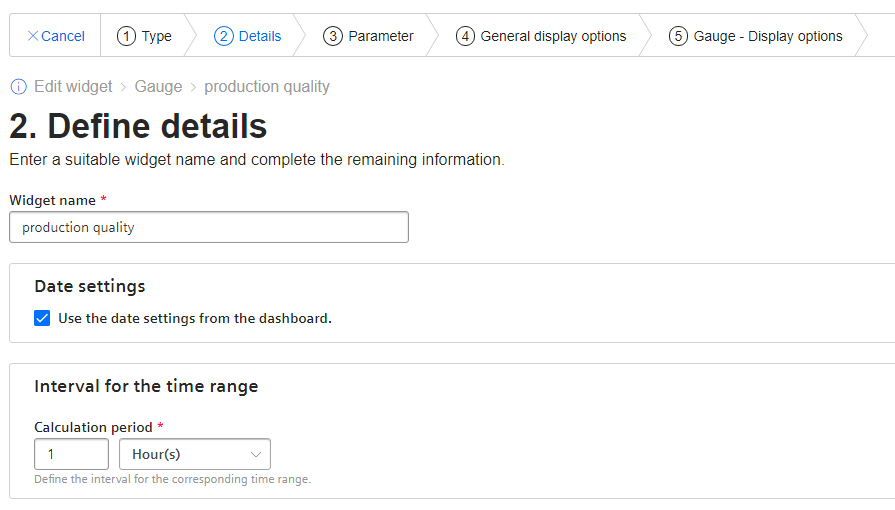 Cancel 1 Type 2 Details 3 Parameter 4 General display options 5 Gauge - Display options
Edit widget > Gauge > production quality
2. Define details
Enter a suitable widget name and complete the remaining information.
Widget name *
production quality
Date settings
Use the date settings from the dashboard.
Interval for the time range
Calculation period *
1 Hour(s)
Define the interval for the corresponding time range.